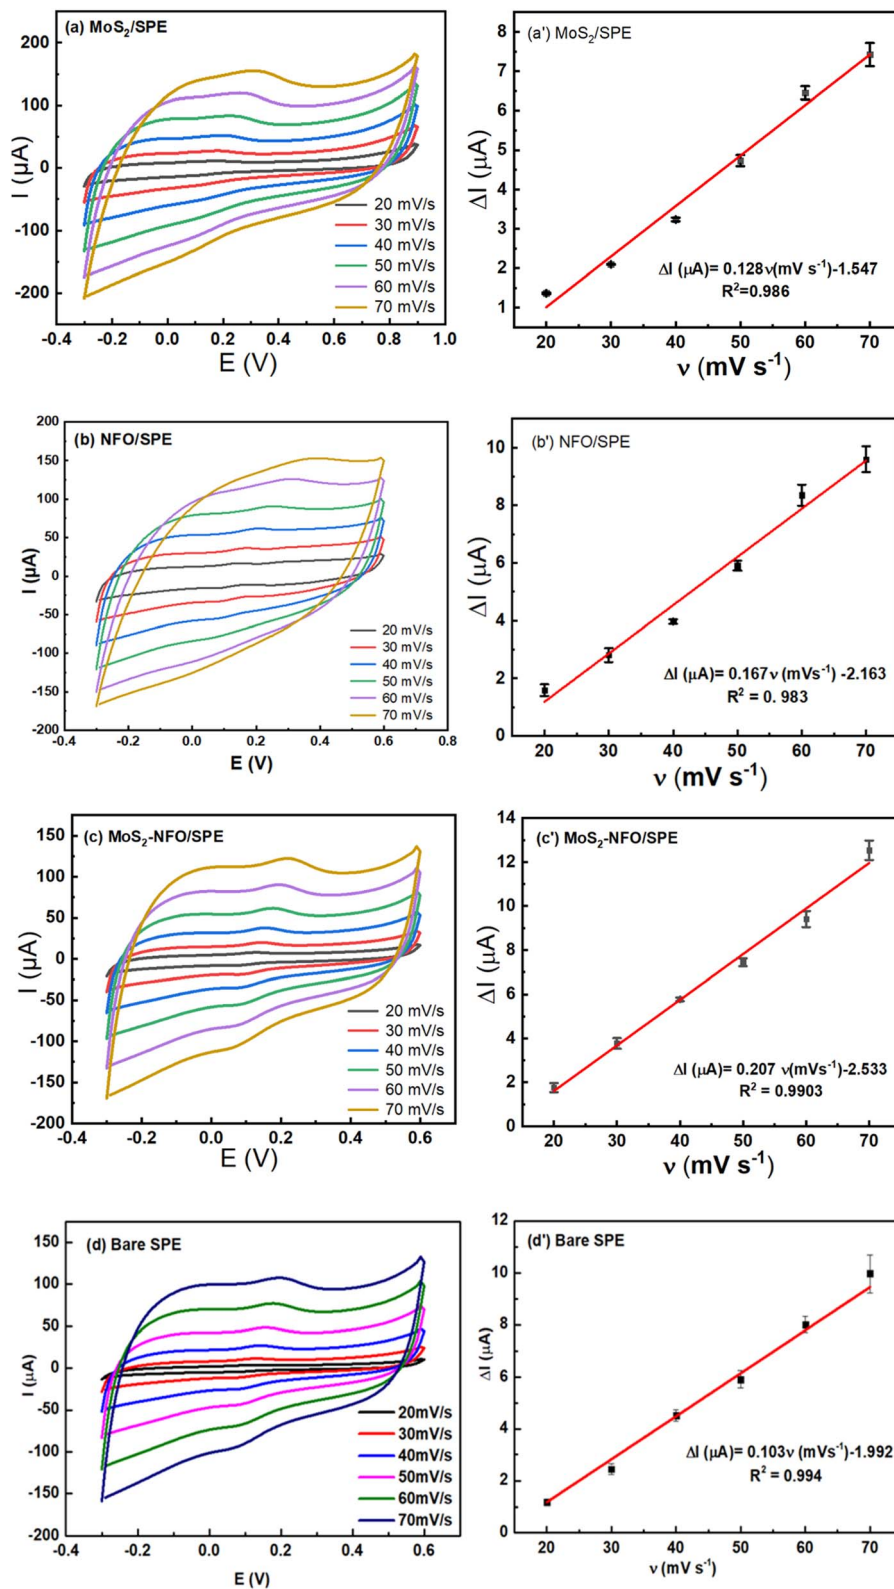 (a) MoS₂/SPE
200
100
0
-100
-200
I (µA)
20 mV/s
30 mV/s
40 mV/s
50 mV/s
60 mV/s
70 mV/s
-0.4 -0.2 0.0 0.2 0.4 0.6 0.8 1.0
E (V)
(a') MoS₂/SPE
8
7
6
5
4
3
2
1
ΔI (µA)
ΔI (µA)= 0.128ν(mV s⁻¹)-1.547
R²=0.986
20 30 40 50 60 70
ν (mV s⁻¹)
(b) NFO/SPE
200
150
100
50
0
-50
-100
-150
-200
I (µA)
20 mV/s
30 mV/s
40 mV/s
50 mV/s
60 mV/s
70 mV/s
-0.4 -0.2 0.0 0.2 0.4 0.6 0.8
E (V)
(b') NFO/SPE
10
8
6
4
2
0
ΔI (µA)
ΔI (µA)= 0.167ν (mVs⁻¹) -2.163
R² = 0. 983
20 30 40 50 60 70
ν (mV s⁻¹)
(c) MoS₂-NFO/SPE
150
100
50
0
-50
-100
-150
-200
I (µA)
20 mV/s
30 mV/s
40 mV/s
50 mV/s
60 mV/s
70 mV/s
-0.4 -0.2 0.0 0.2 0.4 0.6
E (V)
(c') MoS₂-NFO/SPE
14
12
10
8
6
4
2
0
ΔI (µA)
ΔI (µA)= 0.207 ν(mVs⁻¹)-2.533
R² = 0.9903
20 30 40 50 60 70
ν (mV s⁻¹)
(d) Bare SPE
150
100
50
0
-50
-100
-150
-200
I (µA)
20mV/s
30mV/s
40mV/s
50mV/s
60mV/s
70mV/s
-0.4 -0.2 0.0 0.2 0.4 0.6
E (V)
(d') Bare SPE
12
10
8
6
4
2
0
ΔI (µA)
ΔI (µA)= 0.103ν (mVs⁻¹)-1.992
R² = 0.994
20 30 40 50 60 70
ν (mV s⁻¹)